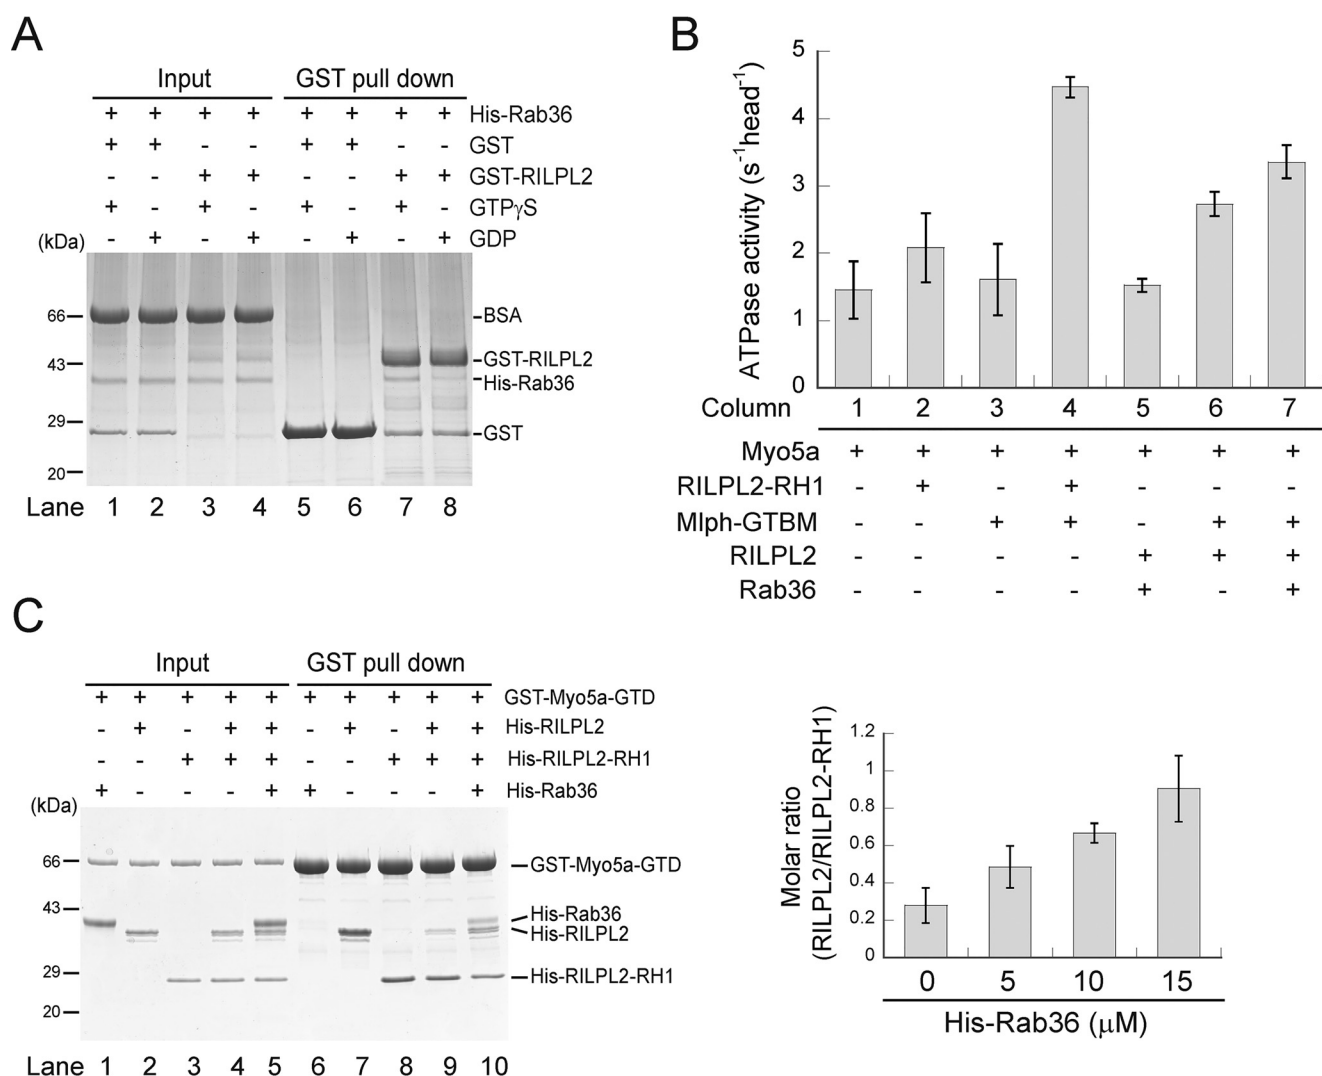 A
Input GST pull down
+ + + + + + + + His-Rab36
+ + - - + + - - GST
- - + + - - + + GST-RILPL2
+ - + - + - + - GTPγS
(kDa) - + - + - + - + GDP
66 BSA
43 GST-RILPL2
His-Rab36
29 GST
20
Lane 1 2 3 4 5 6 7 8
B
ATPase activity (s⁻¹head⁻¹)
5
4
3
2
1
0
Column 1 2 3 4 5 6 7
Myo5a + + + + + + +
RILPL2-RH1 - + - + - - -
Mlph-GTBM - - + + - + +
RILPL2 - - - - + + +
Rab36 - - - - + - +
C
Input GST pull down
+ + + + + + + + + + GST-Myo5a-GTD
- + - + + - + - + + His-RILPL2
- - + + + - - + + + His-RILPL2-RH1
+ - - - + + - - - + His-Rab36
(kDa)
66 GST-Myo5a-GTD
43 His-Rab36
His-RILPL2
29 His-RILPL2-RH1
20
Lane 1 2 3 4 5 6 7 8 9 10
Molar ratio
(RILPL2/RILPL2-RH1)
1.2
1
0.8
0.6
0.4
0.2
0
0 5 10 15
His-Rab36 (μM)